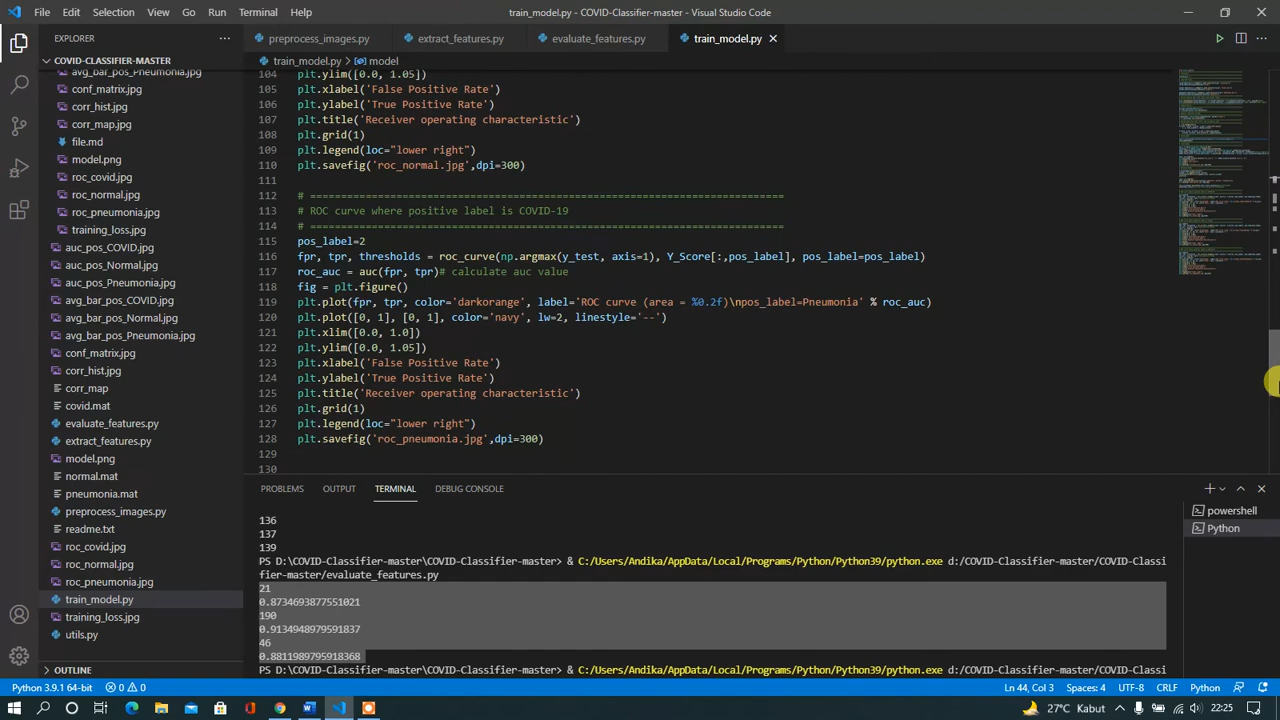 File Edit Selection View Go Run Terminal Help train_model.py - COVID-Classifier-master - Visual Studio Code
EXPLORER ...
preprocess_images.py extract_features.py evaluate_features.py train_model.py
COVID-CLASSIFIER-MASTER
train_model.py > model
avg_bar_pos_Pneumonia.jpg
conf_matrix.jpg
corr_hist.jpg
corr_map.jpg
file.md
model.png
roc_covid.jpg
roc_normal.jpg
roc_pneumonia.jpg
training_loss.jpg
auc_pos_COVID.jpg
auc_pos_Normal.jpg
auc_pos_Pneumonia.jpg
avg_bar_pos_COVID.jpg
avg_bar_pos_Normal.jpg
avg_bar_pos_Pneumonia.jpg
conf_matrix.jpg
corr_hist.jpg
corr_map
covid.mat
evaluate_features.py
extract_features.py
model.png
normal.mat
pneumonia.mat
preprocess_images.py
readme.txt
roc_covid.jpg
roc_normal.jpg
roc_pneumonia.jpg
train_model.py
training_loss.jpg
utils.py
OUTLINE
104 plt.ylim([0.0, 1.05])
105 plt.xlabel('False Positive Rate')
106 plt.ylabel('True Positive Rate')
107 plt.title('Receiver operating characteristic')
108 plt.grid(1)
109 plt.legend(loc="lower right")
110 plt.savefig('roc_normal.jpg',dpi=300)
111
112 # ==============================================================================
113 # ROC curve where positive label=COVID-19
114 # ==============================================================================
115 pos_label=2
116 fpr, tpr, thresholds = roc_curve(np.argmax(y_test, axis=1), Y_Score[:,pos_label], pos_label=pos_label)
117 roc_auc = auc(fpr, tpr)# calculate auc value
118 fig = plt.figure()
119 plt.plot(fpr, tpr, color='darkorange', label='ROC curve (area = %0.2f)\npos_label=Pneumonia' % roc_auc)
120 plt.plot([0, 1], [0, 1], color='navy', lw=2, linestyle='--')
121 plt.xlim([0.0, 1.0])
122 plt.ylim([0.0, 1.05])
123 plt.xlabel('False Positive Rate')
124 plt.ylabel('True Positive Rate')
125 plt.title('Receiver operating characteristic')
126 plt.grid(1)
127 plt.legend(loc="lower right")
128 plt.savefig('roc_pneumonia.jpg',dpi=300)
129
130
PROBLEMS OUTPUT TERMINAL DEBUG CONSOLE
136
137
139
PS D:\COVID-Classifier-master\COVID-Classifier-master> & C:/Users/Andika/AppData/Local/Programs/Python/Python39/python.exe d:/COVID-Classifier-master/COVID-Classi
fier-master/evaluate_features.py
21
0.8734693877551021
190
0.9134948979591837
46
0.8811989795918368
PS D:\COVID-Classifier-master\COVID-Classifier-master> & C:/Users/Andika/AppData/Local/Programs/Python/Python39/python.exe d:/COVID-Classifier-master/COVID-Classi
powershell
Python
Python 3.9.1 64-bit 0 0 Ln 44, Col 3 Spaces: 4 UTF-8 CRLF Python
27°C Kabut 22:25